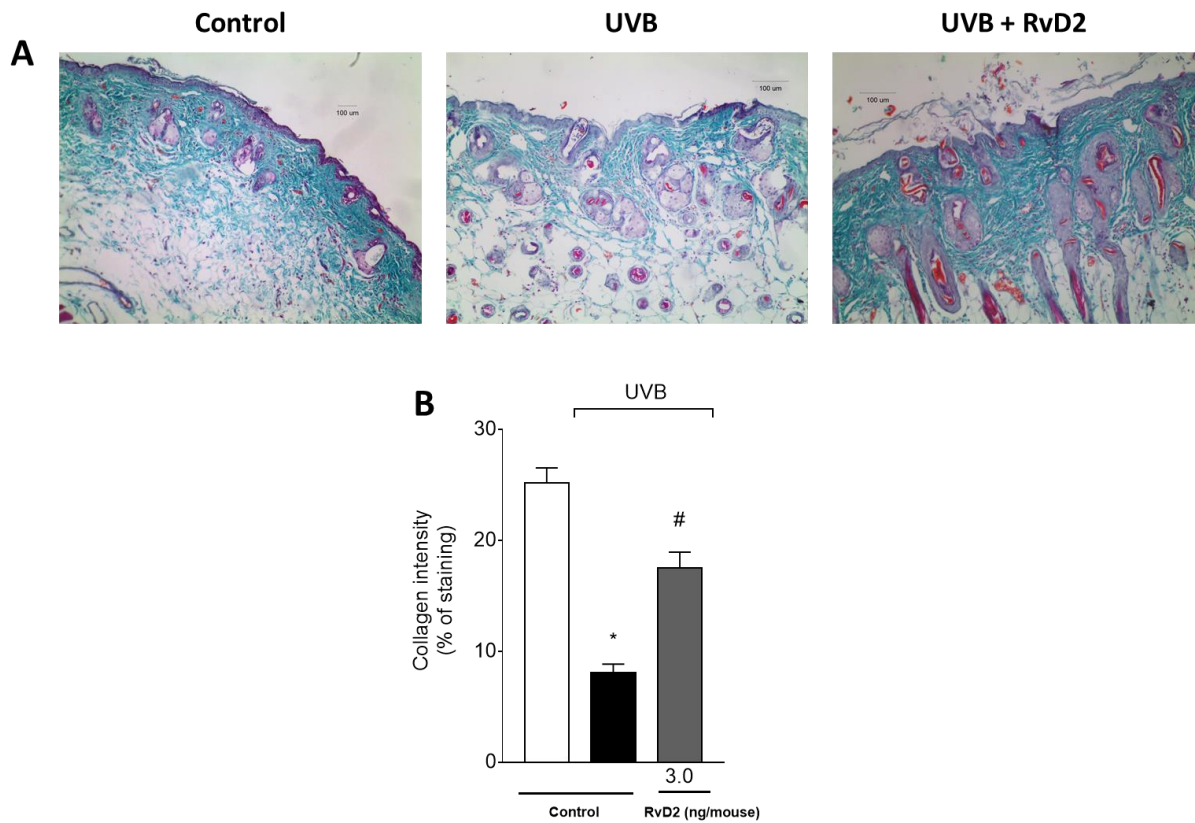 Control UVB UVB + RvD2
A
100 um 100 um 100 um
B
UVB
30
20
10
0
Collagen intensity
(% of staining)
#
*
3.0
Control RvD2 (ng/mouse)